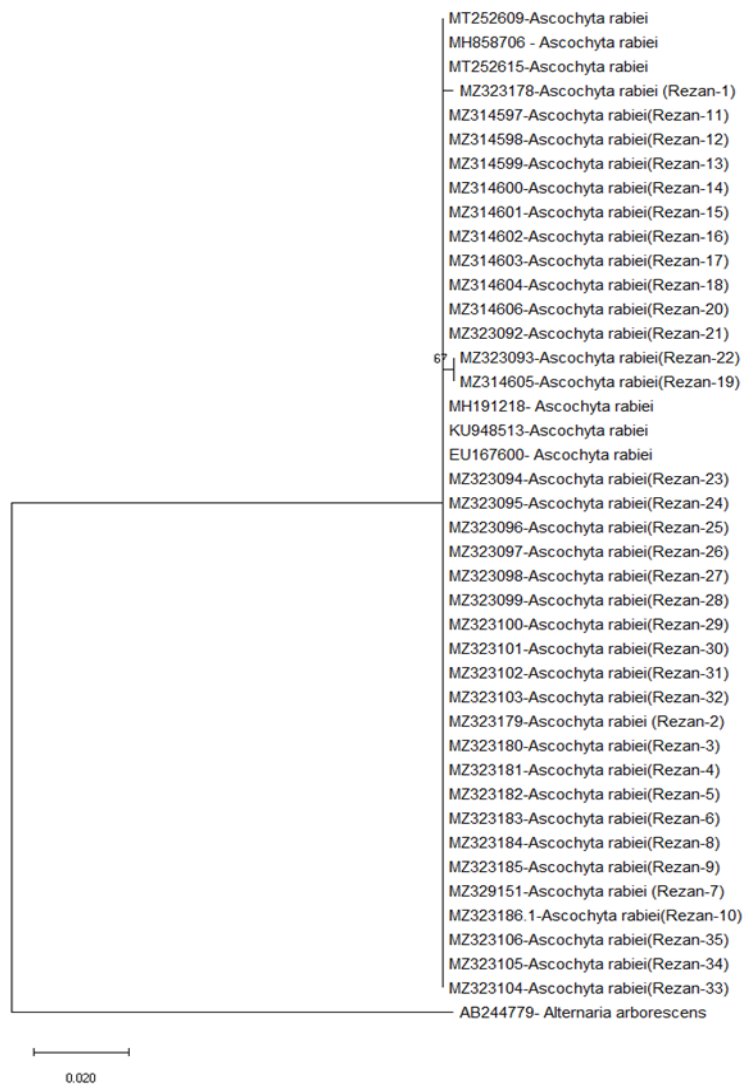 MT252609-Ascochyta rabiei
MH858706 - Ascochyta rabiei
MT252615-Ascochyta rabiei
MZ323178-Ascochyta rabiei (Rezan-1)
MZ314597-Ascochyta rabiei(Rezan-11)
MZ314598-Ascochyta rabiei(Rezan-12)
MZ314599-Ascochyta rabiei(Rezan-13)
MZ314600-Ascochyta rabiei(Rezan-14)
MZ314601-Ascochyta rabiei(Rezan-15)
MZ314602-Ascochyta rabiei(Rezan-16)
MZ314603-Ascochyta rabiei(Rezan-17)
MZ314604-Ascochyta rabiei(Rezan-18)
MZ314606-Ascochyta rabiei(Rezan-20)
MZ323092-Ascochyta rabiei(Rezan-21)
67 MZ323093-Ascochyta rabiei(Rezan-22)
MZ314605-Ascochyta rabiei(Rezan-19)
MH191218- Ascochyta rabiei
KU948513-Ascochyta rabiei
EU167600- Ascochyta rabiei
MZ323094-Ascochyta rabiei(Rezan-23)
MZ323095-Ascochyta rabiei(Rezan-24)
MZ323096-Ascochyta rabiei(Rezan-25)
MZ323097-Ascochyta rabiei(Rezan-26)
MZ323098-Ascochyta rabiei(Rezan-27)
MZ323099-Ascochyta rabiei(Rezan-28)
MZ323100-Ascochyta rabiei(Rezan-29)
MZ323101-Ascochyta rabiei(Rezan-30)
MZ323102-Ascochyta rabiei(Rezan-31)
MZ323103-Ascochyta rabiei(Rezan-32)
MZ323179-Ascochyta rabiei (Rezan-2)
MZ323180-Ascochyta rabiei(Rezan-3)
MZ323181-Ascochyta rabiei(Rezan-4)
MZ323182-Ascochyta rabiei(Rezan-5)
MZ323183-Ascochyta rabiei(Rezan-6)
MZ323184-Ascochyta rabiei(Rezan-8)
MZ323185-Ascochyta rabiei(Rezan-9)
MZ329151-Ascochyta rabiei (Rezan-7)
MZ323186.1-Ascochyta rabiei(Rezan-10)
MZ323106-Ascochyta rabiei(Rezan-35)
MZ323105-Ascochyta rabiei(Rezan-34)
MZ323104-Ascochyta rabiei(Rezan-33)
AB244779- Alternaria arborescens
0.020